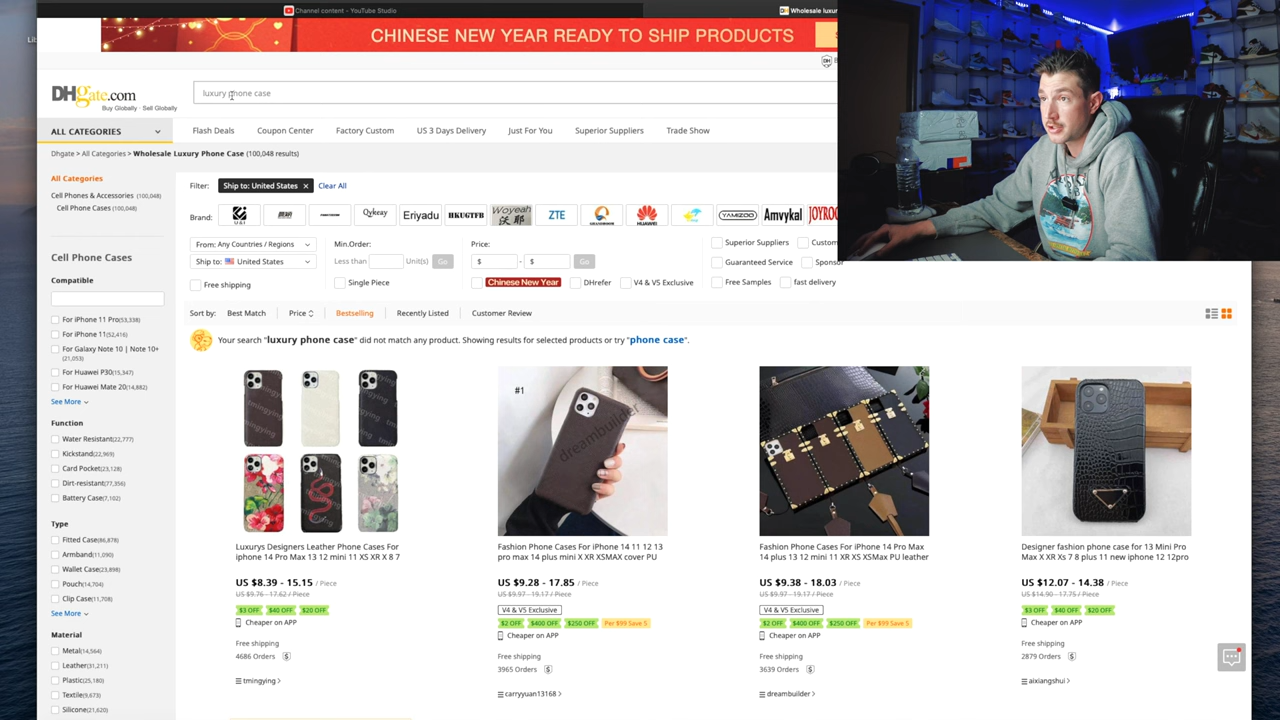 Channel content - YouTube Studio
Wholesale luxur
CHINESE NEW YEAR READY TO SHIP PRODUCTS
DHgate.com
Buy Globally · Sell Globally
luxury phone case
ALL CATEGORIES
Flash Deals Coupon Center Factory Custom US 3 Days Delivery Just For You Superior Suppliers Trade Show
Dhgate > All Categories > Wholesale Luxury Phone Case (100,048 results)
All Categories
Cell Phones & Accessories (100,048)
Cell Phone Cases (100,048)
Cell Phone Cases
Compatible
For iPhone 11 Pro(53,338)
For iPhone 11(52,416)
For Galaxy Note 10 | Note 10+
(21,053)
For Huawei P30(15,347)
For Huawei Mate 20(14,882)
See More
Function
Water Resistant(22,777)
Kickstand(22,969)
Card Pocket(23,128)
Dirt-resistant(77,356)
Battery Case(7,102)
Type
Fitted Case(86,878)
Armband(11,090)
Wallet Case(23,898)
Pouch(14,704)
Clip Case(11,708)
See More
Material
Metal(14,564)
Leather(31,211)
Plastic(25,180)
Textile(9,673)
Silicone(21,620)
Filter: Ship to: United States × Clear All
Brand: Qykeay Eriyadu HKUGTFB Woyeah 沃耶 ZTE HUAWEI YAMIZOO Amvykal JOYROO
From: Any Countries / Regions
Ship to: United States
Free shipping
Min.Order:
Less than Unit(s) Go
Single Piece
Price:
$ - $ Go
Chinese New Year DHrefer V4 & V5 Exclusive
Superior Suppliers Custom
Guaranteed Service Sponsor
Free Samples fast delivery
Sort by: Best Match Price Bestselling Recently Listed Customer Review
Your search "luxury phone case" did not match any product. Showing results for selected products or try "phone case".
tmingying
Luxurys Designers Leather Phone Cases For
iphone 14 Pro Max 13 12 mini 11 XS XR X 8 7
US $8.39 - 15.15 / Piece
US $9.76 - 17.62 / Piece
$3 OFF $40 OFF $20 OFF
Cheaper on APP
Free shipping
4686 Orders
tmingying >
#1
dreambuilder
Fashion Phone Cases For iPhone 14 11 12 13
pro max 14 plus mini X XR XSMAX cover PU
US $9.28 - 17.85 / Piece
US $9.97 - 19.17 / Piece
V4 & V5 Exclusive
$2 OFF $400 OFF $250 OFF Per $99 Save 5
Cheaper on APP
Free shipping
3965 Orders
carryyuan13168 >
Fashion Phone Cases For iPhone 14 Pro Max
14 plus 13 12 mini 11 XR XS XSMax PU leather
US $9.38 - 18.03 / Piece
US $9.97 - 19.17 / Piece
V4 & V5 Exclusive
$2 OFF $400 OFF $250 OFF Per $99 Save 5
Cheaper on APP
Free shipping
3639 Orders
dreambuilder >
Designer fashion phone case for 13 Mini Pro
Max X XR Xs 7 8 plus 11 new iphone 12 12pro
US $12.07 - 14.38 / Piece
US $14.90 - 17.75 / Piece
$3 OFF $40 OFF $20 OFF
Cheaper on APP
Free shipping
2879 Orders
aixiangshui >